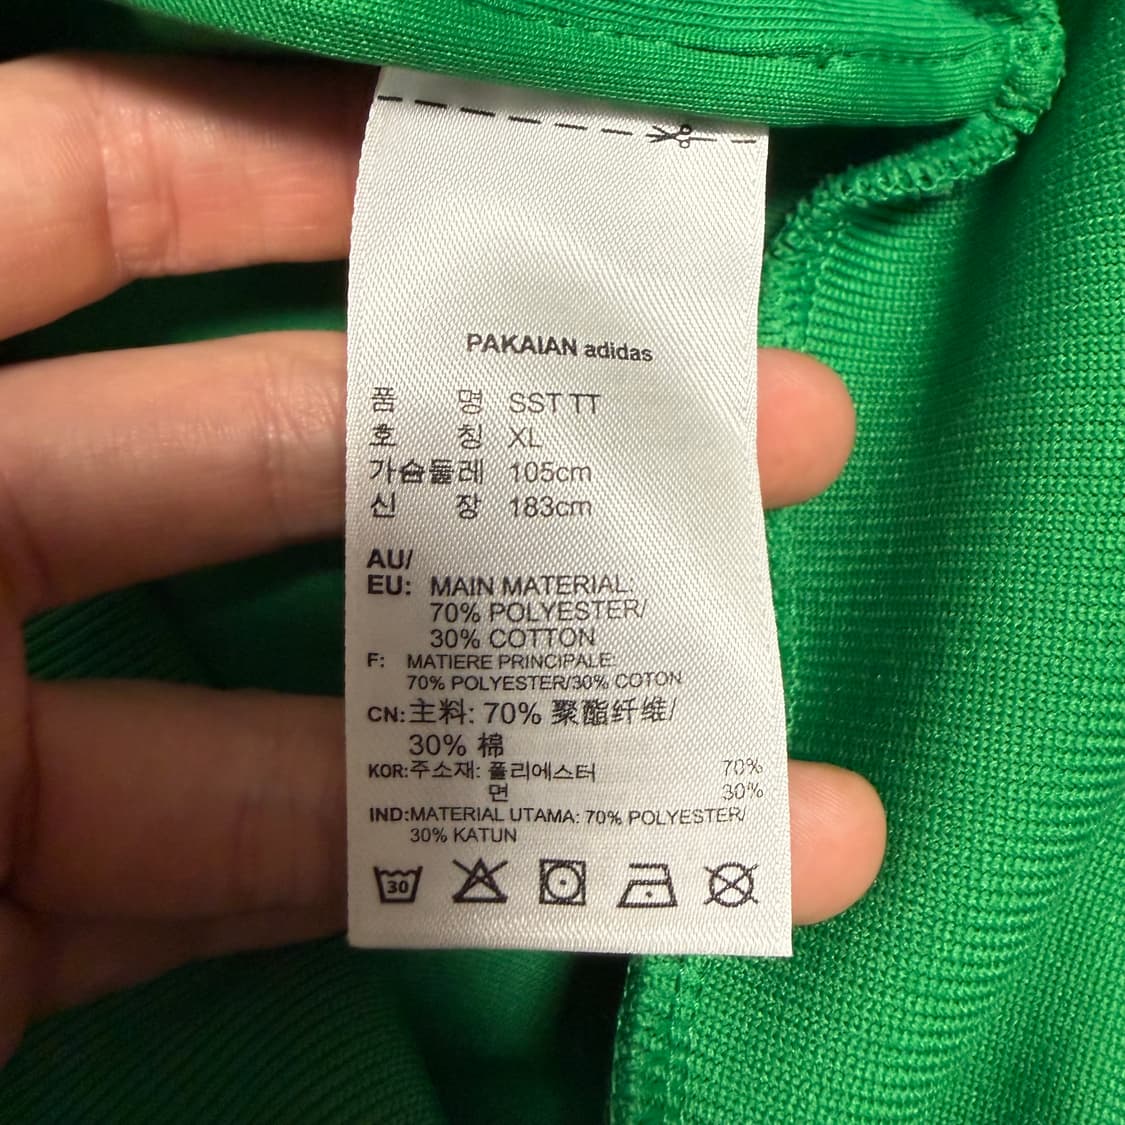 PAKAIAN adidas
품 명 SST TT
호 칭 XL
가슴둘레 105cm
신 장 183cm
AU/
EU: MAIN MATERIAL:
70% POLYESTER/
30% COTTON
F: MATIERE PRINCIPALE:
70% POLYESTER/30% COTON
CN:主料: 70% 聚酯纤维/
30% 棉
KOR:주소재: 폴리에스터 70%
면 30%
IND:MATERIAL UTAMA: 70% POLYESTER/
30% KATUN
30